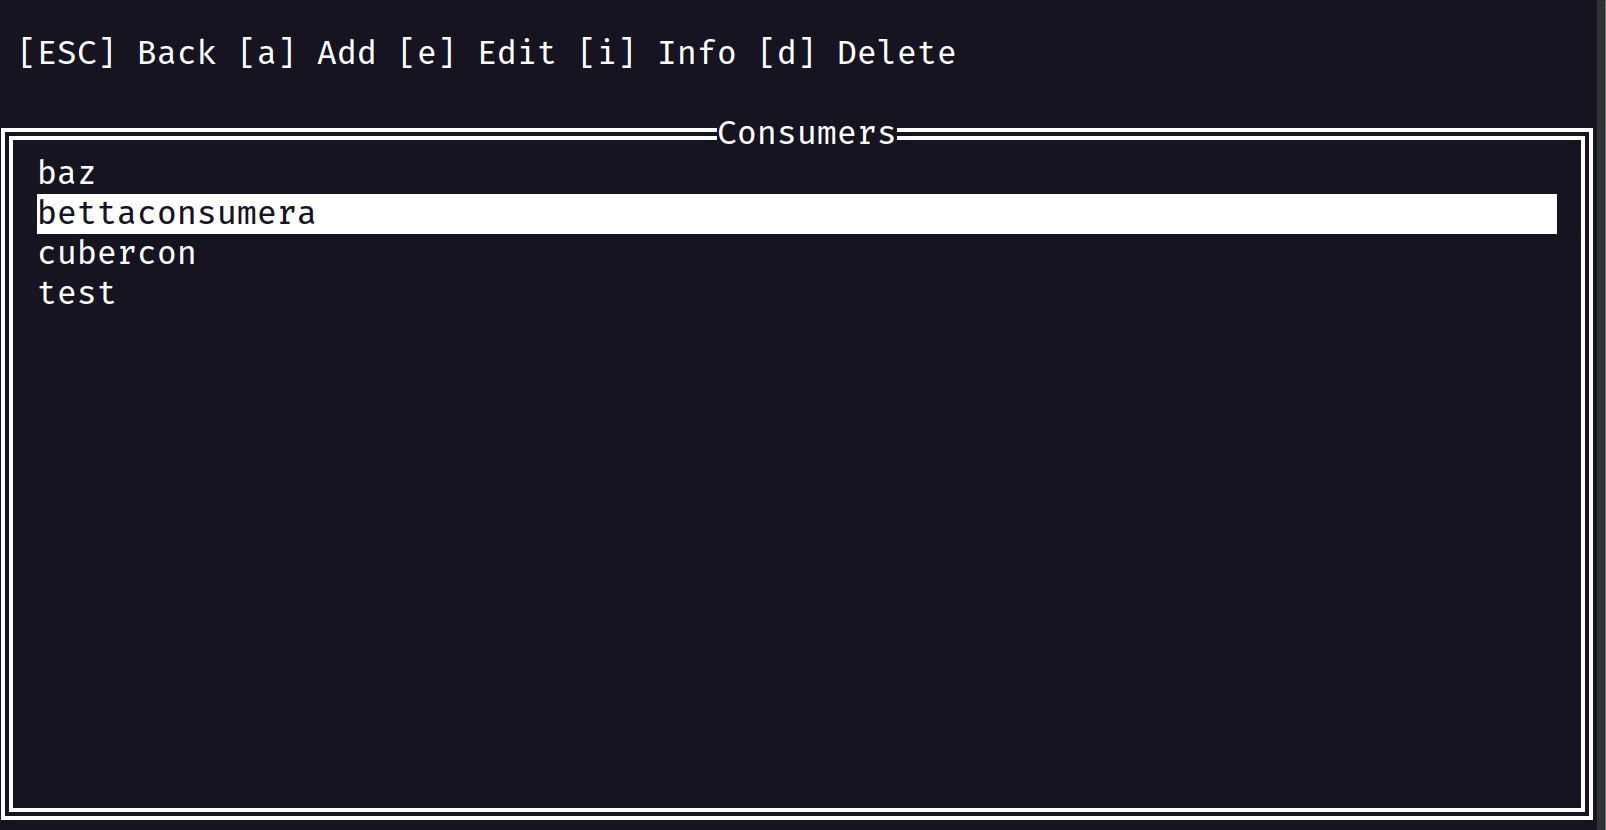 [ESC] Back [a] Add [e] Edit [i] Info [d] Delete
Consumers
baz
bettaconsumera
cubercon
test